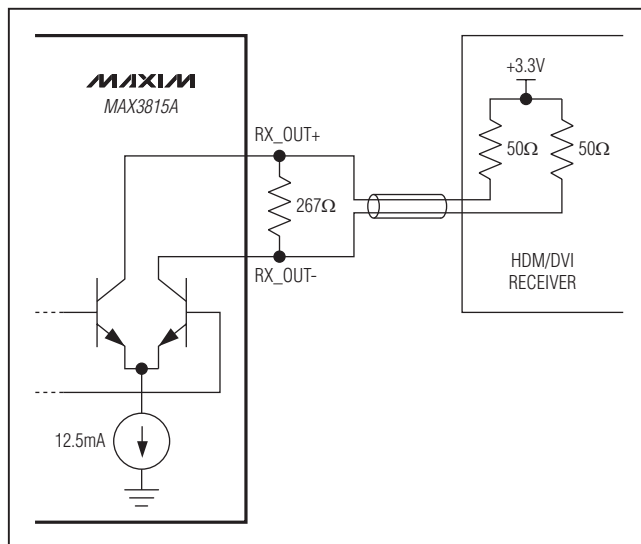 MAXIM
MAX3815A
+3.3V
RX_OUT+
50Ω
50Ω
267Ω
RX_OUT-
HDM/DVI
RECEIVER
12.5mA